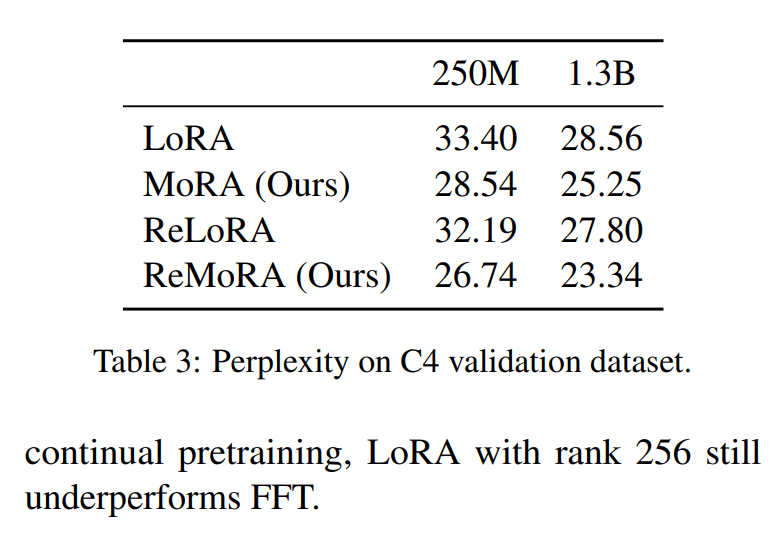 250M 1.3B
LoRA 33.40 28.56
MoRA (Ours) 28.54 25.25
ReLoRA 32.19 27.80
ReMoRA (Ours) 26.74 23.34
Table 3: Perplexity on C4 validation dataset.
continual pretraining, LoRA with rank 256 still
underperforms FFT.